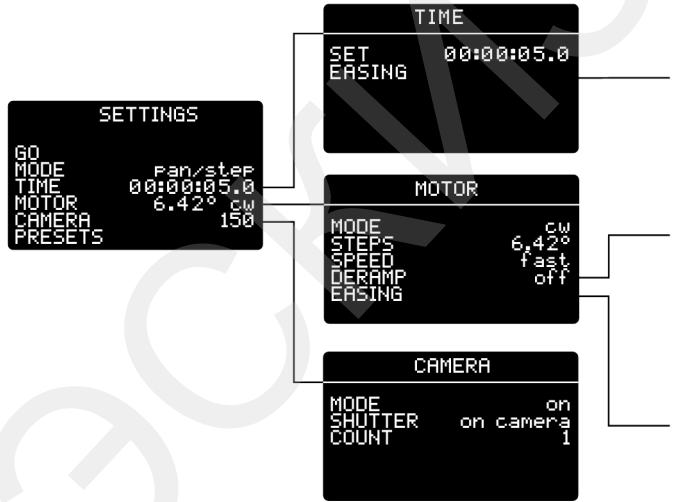 SETTINGS
GO
MODE pan/step
TIME 00:00:05.0
MOTOR 6.42° cw
CAMERA 150
PRESETS
TIME
SET 00:00:05.0
EASING
MOTOR
MODE cw
STEPS 6.42°
SPEED fast
DERAMP off
EASING
CAMERA
MODE on
SHUTTER on camera
COUNT 1
ЭСКИЗ